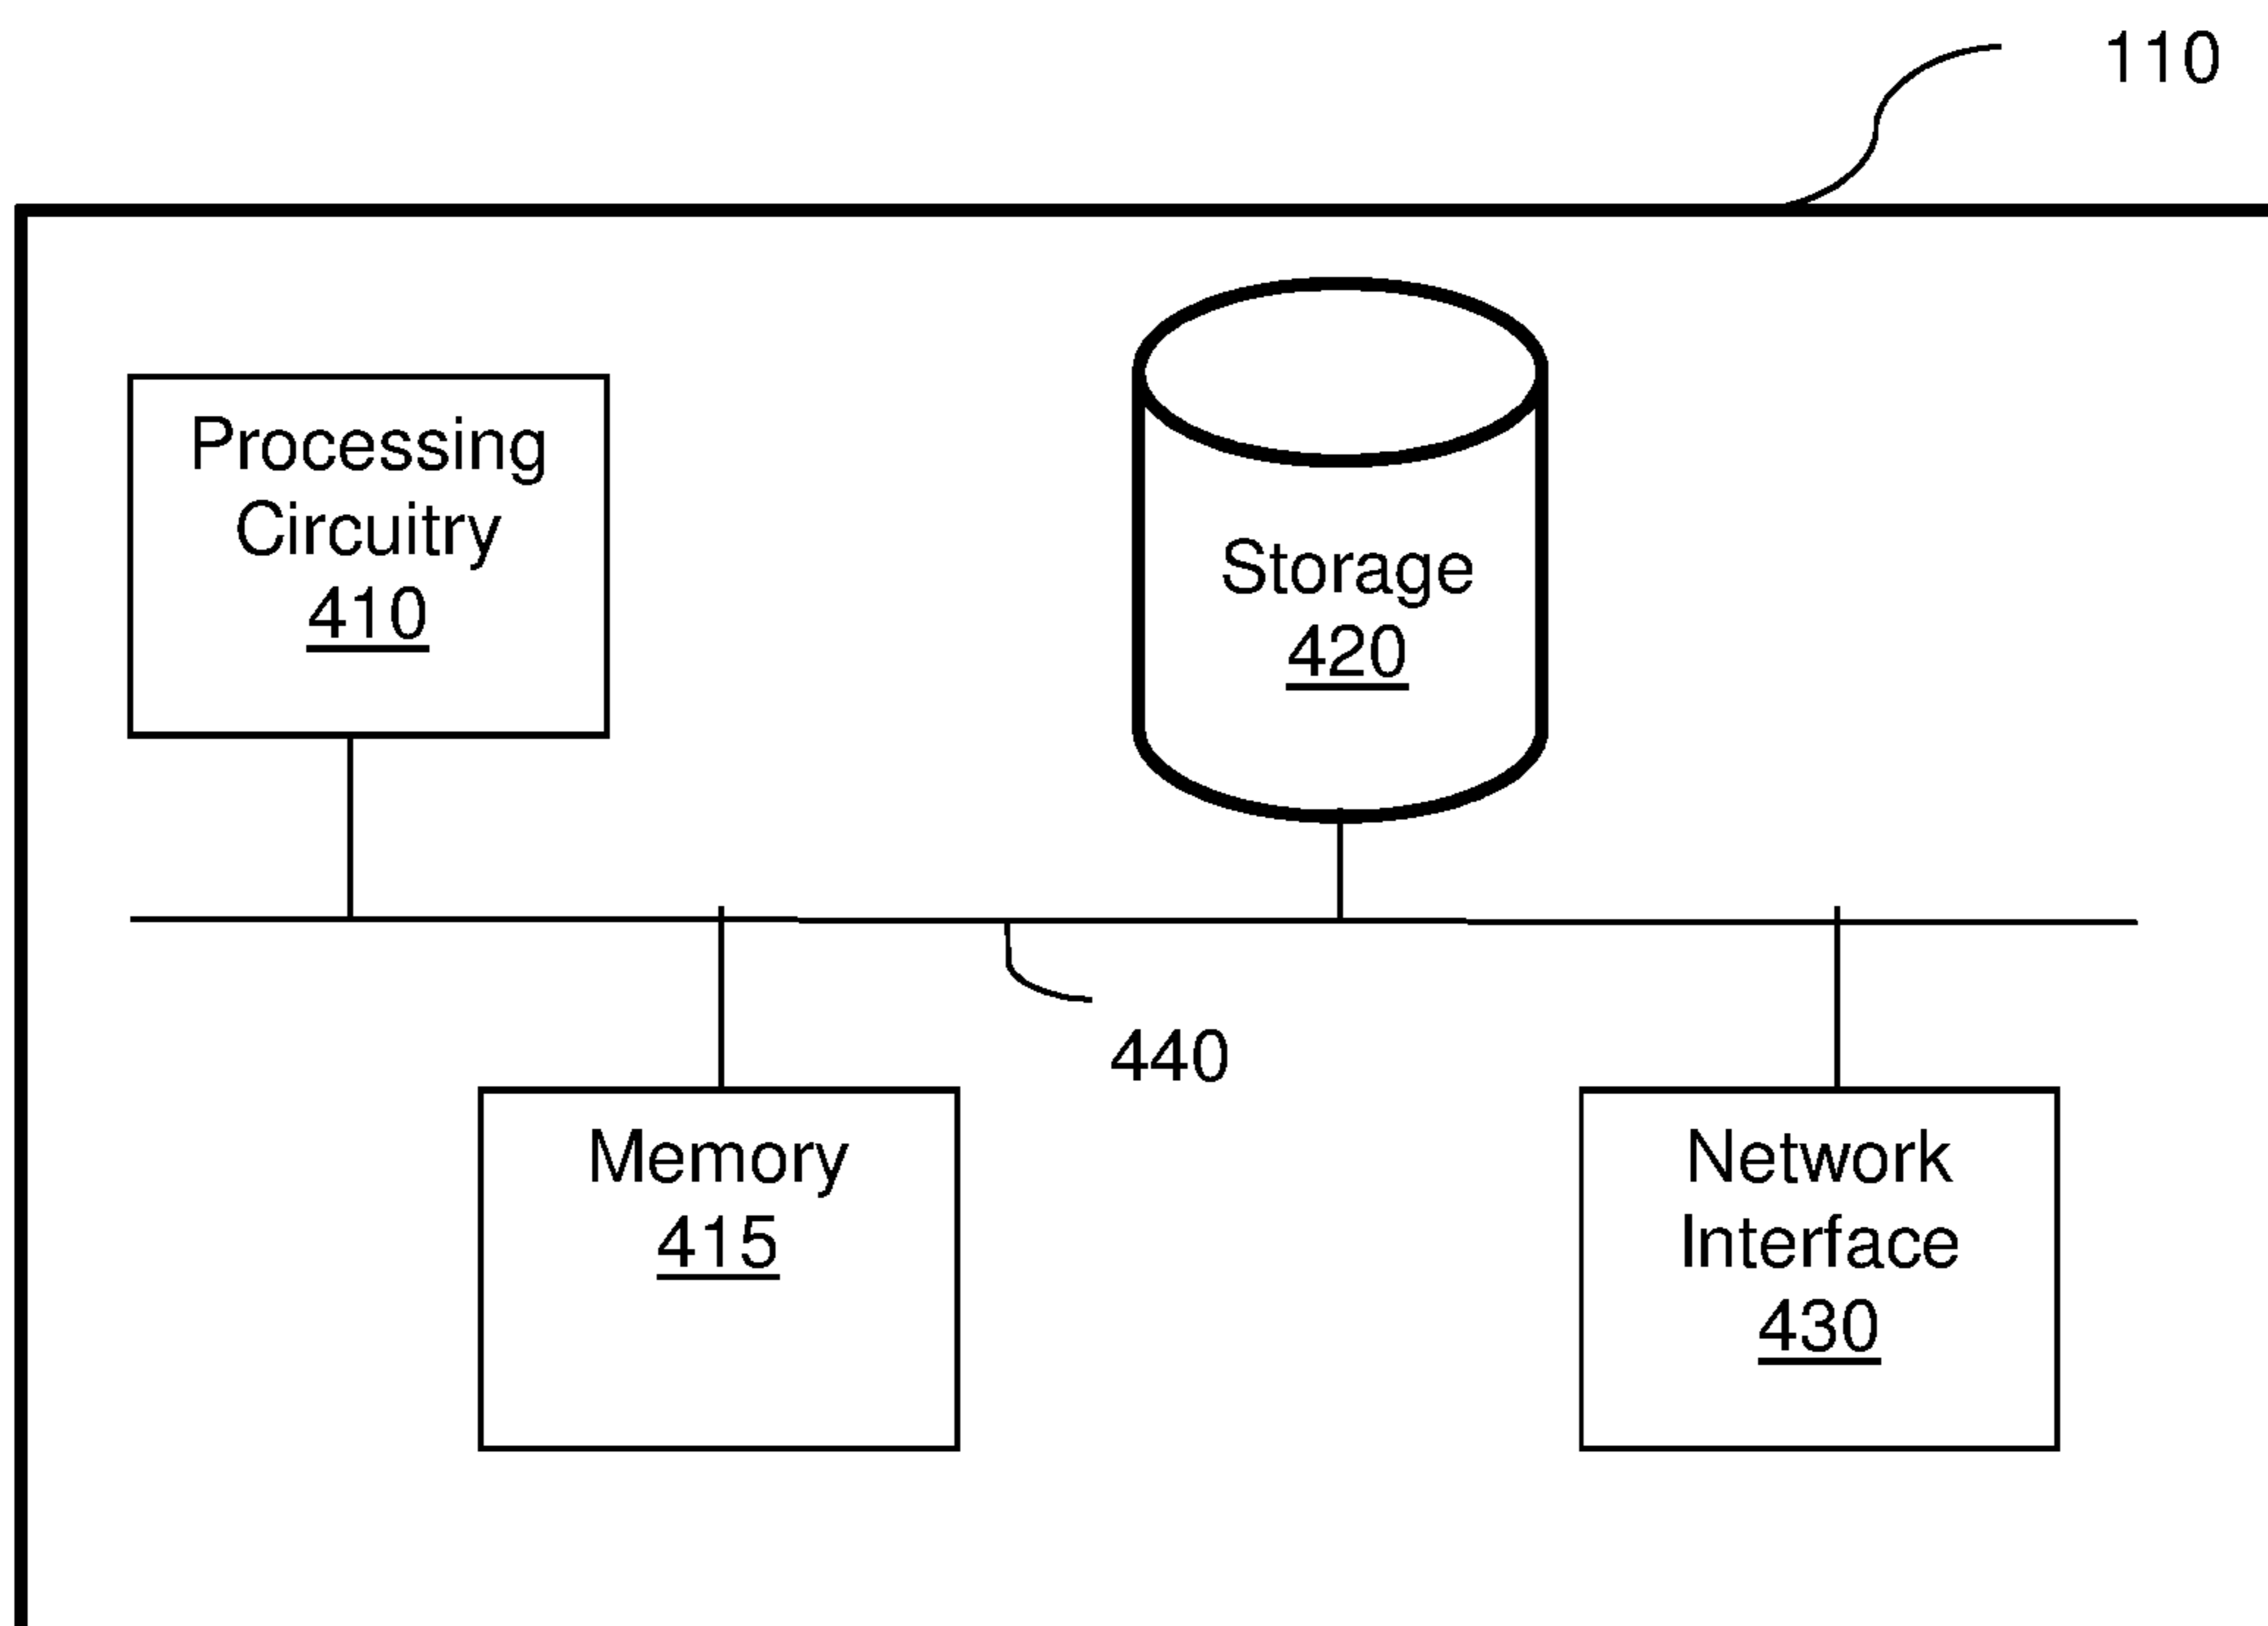 110
Processing
Circuitry
410
Storage
420
440
Memory
415
Network
Interface
430